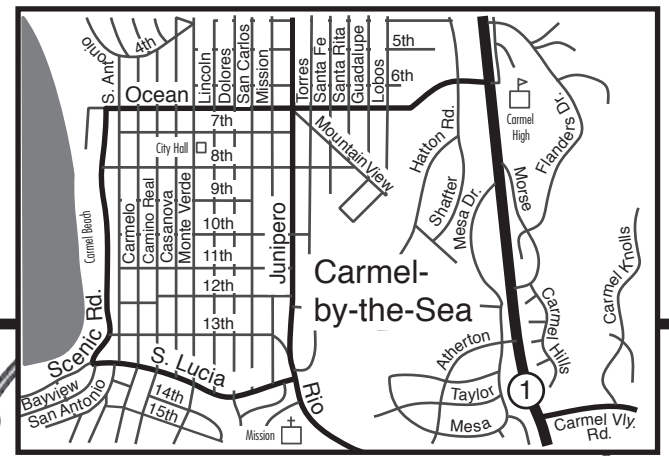 S. Antonio
4th
Lincoln
Dolores
San Carlos
Mission
Torres
Santa Fe
Santa Rita
Guadalupe
Lobos
5th
6th
Ocean
7th
City Hall
8th
Mountain View
Hatton Rd.
Carmel
High
Flanders Dr.
Shafter
Mesa Dr.
Morse
Carmel Beach
Carmelo
Camino Real
Casanova
Monte Verde
9th
10th
11th
12th
13th
Junipero
Carmel-
by-the-Sea
Carmel Knolls
Carmel Hills
Scenic Rd.
S. Lucia
Atherton
Taylor
Mesa
Bayview
San Antonio
14th
15th
Mission
Rio
1
Carmel Vly.
Rd.